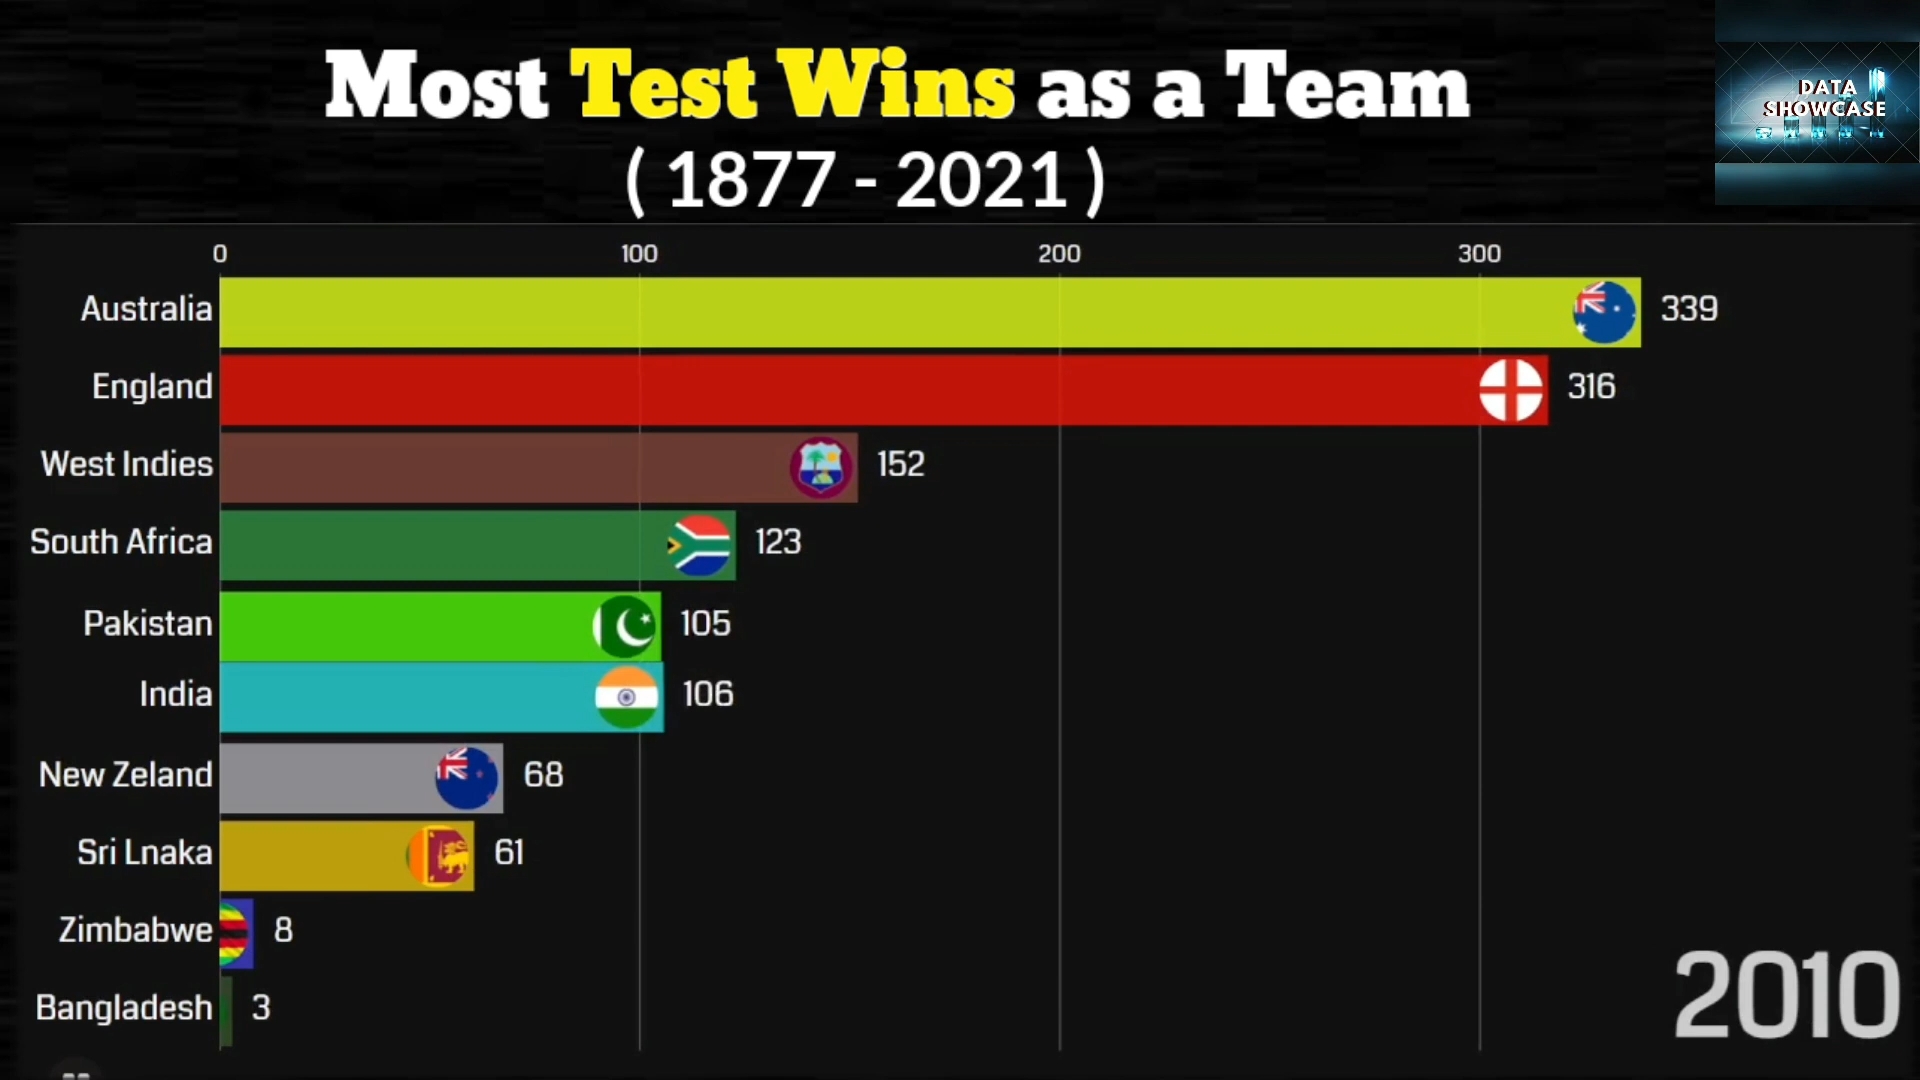 Most Test Wins as a Team
( 1877 - 2021 )
DATA
SHOWCASE
0 100 200 300
Australia 339
England 316
West Indies 152
South Africa 123
Pakistan 105
India 106
New Zeland 68
Sri Lnaka 61
Zimbabwe 8
Bangladesh 3
2010